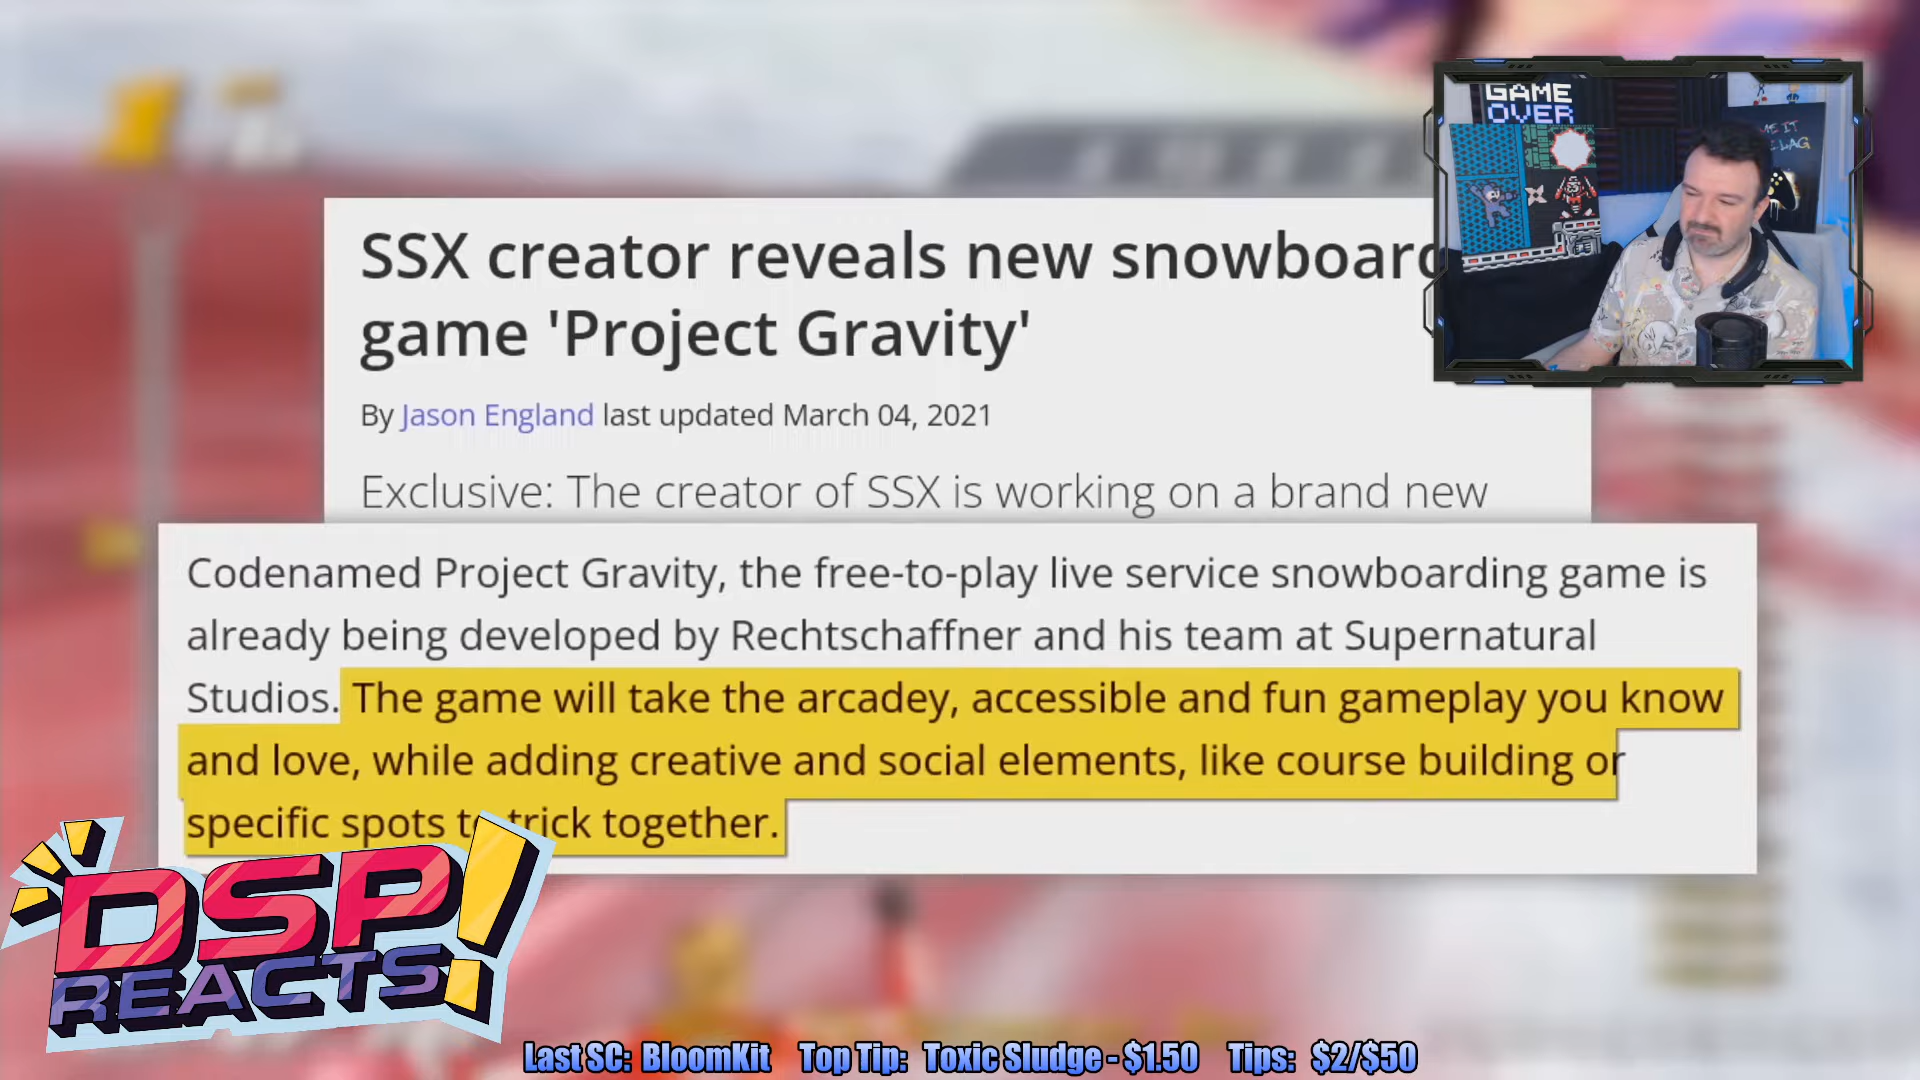 GAME
OVER
SSX creator reveals new snowboard
game 'Project Gravity'
By Jason England last updated March 04, 2021
Exclusive: The creator of SSX is working on a brand new
Codenamed Project Gravity, the free-to-play live service snowboarding game is
already being developed by Rechtschaffner and his team at Supernatural
Studios. The game will take the arcadey, accessible and fun gameplay you know
and love, while adding creative and social elements, like course building or
specific spots to trick together.
DSP
REACTS!
Last SC: BloomKit Top Tip: Toxic Sludge - $1.50 Tips: $2/$50